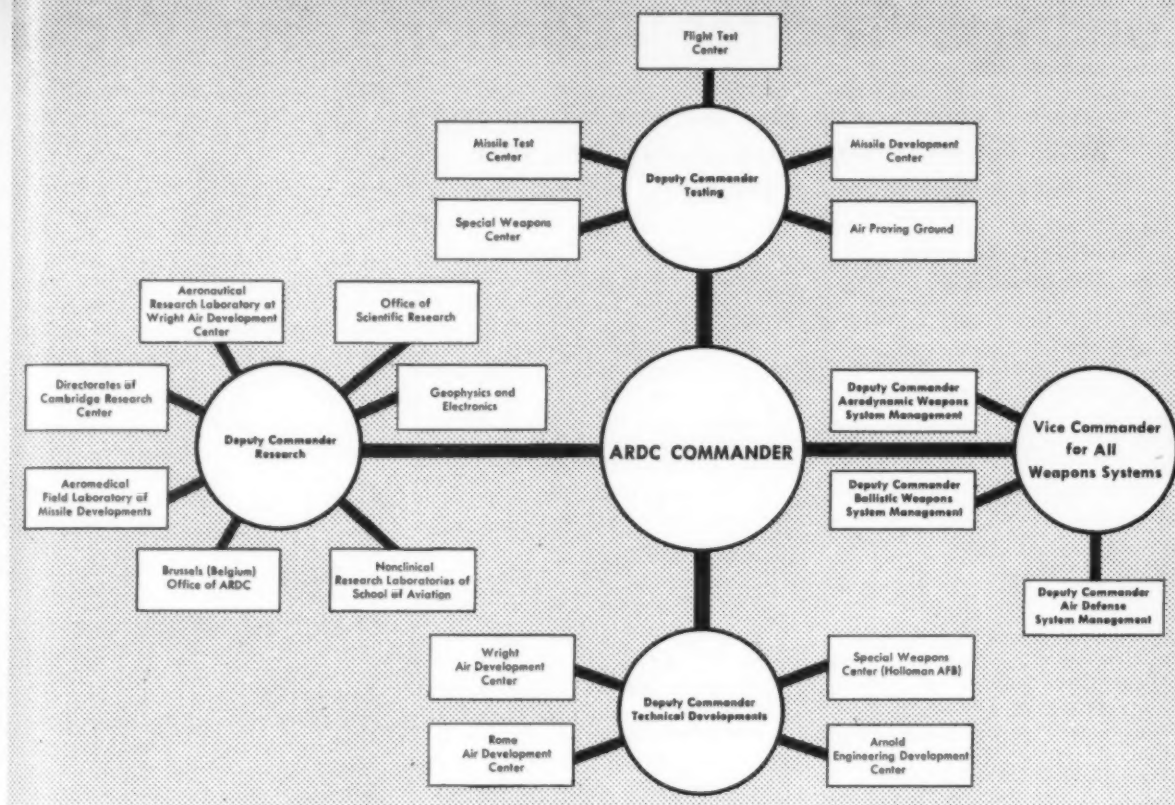 Flight Test
Center
Missile Test
Center
Missile Development
Center
Deputy Commander
Testing
Special Weapons
Center
Air Proving Ground
Aeronautical
Research Laboratory at
Wright Air Development
Center
Office of
Scientific Research
Directorates of
Cambridge Research
Center
Geophysics and
Electronics
Deputy Commander
Research
Aeromedical
Field Laboratory of
Missile Developments
Brussels (Belgium)
Office of ARDC
Nonclinical
Research Laboratories of
School of Aviation
ARDC COMMANDER
Deputy Commander
Aerodynamic Weapons
System Management
Vice Commander
for All
Weapons Systems
Deputy Commander
Ballistic Weapons
System Management
Deputy Commander
Air Defense
System Management
Wright
Air Development
Center
Special Weapons
Center (Holloman AFB)
Deputy Commander
Technical Developments
Rome
Air Development
Center
Arnold
Engineering Development
Center